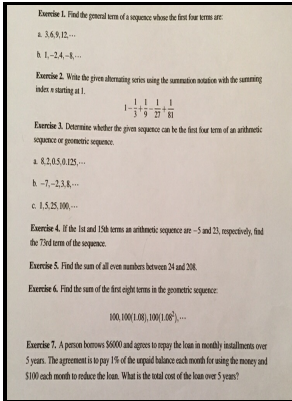 Exercise 1. Find the general term of a sequence whose the first four terms are:
a. 3,6,9,12,⋯
b. 1,−2,4,−8,⋯
Exercise 2. Write the given alternating series using the summation notation with the summing
index n starting at 1.
1 − 1/3 + 1/9 − 1/27 + 1/81
Exercise 3. Determine whether the given sequence can be the first four term of an arithmetic
sequence or geometric sequence.
a. 8,2,0.5,0.125,⋯
b. −7,−2,3,8,⋯
c. 1,5,25,100,⋯
Exercise 4. If the 1st and 15th terms an arithmetic sequence are −5 and 23, respectively, find
the 73rd term of the sequence.
Exercise 5. Find the sum of all even numbers between 24 and 208.
Exercise 6. Find the sum of the first eight terms in the geometric sequence:
100, 100(1.08), 100(1.08²),⋯
Exercise 7. A person borrows $6000 and agrees to repay the loan in monthly installments over
5 years. The agreement is to pay 1% of the unpaid balance each month for using the money and
$100 each month to reduce the loan. What is the total cost of the loan over 5 years?